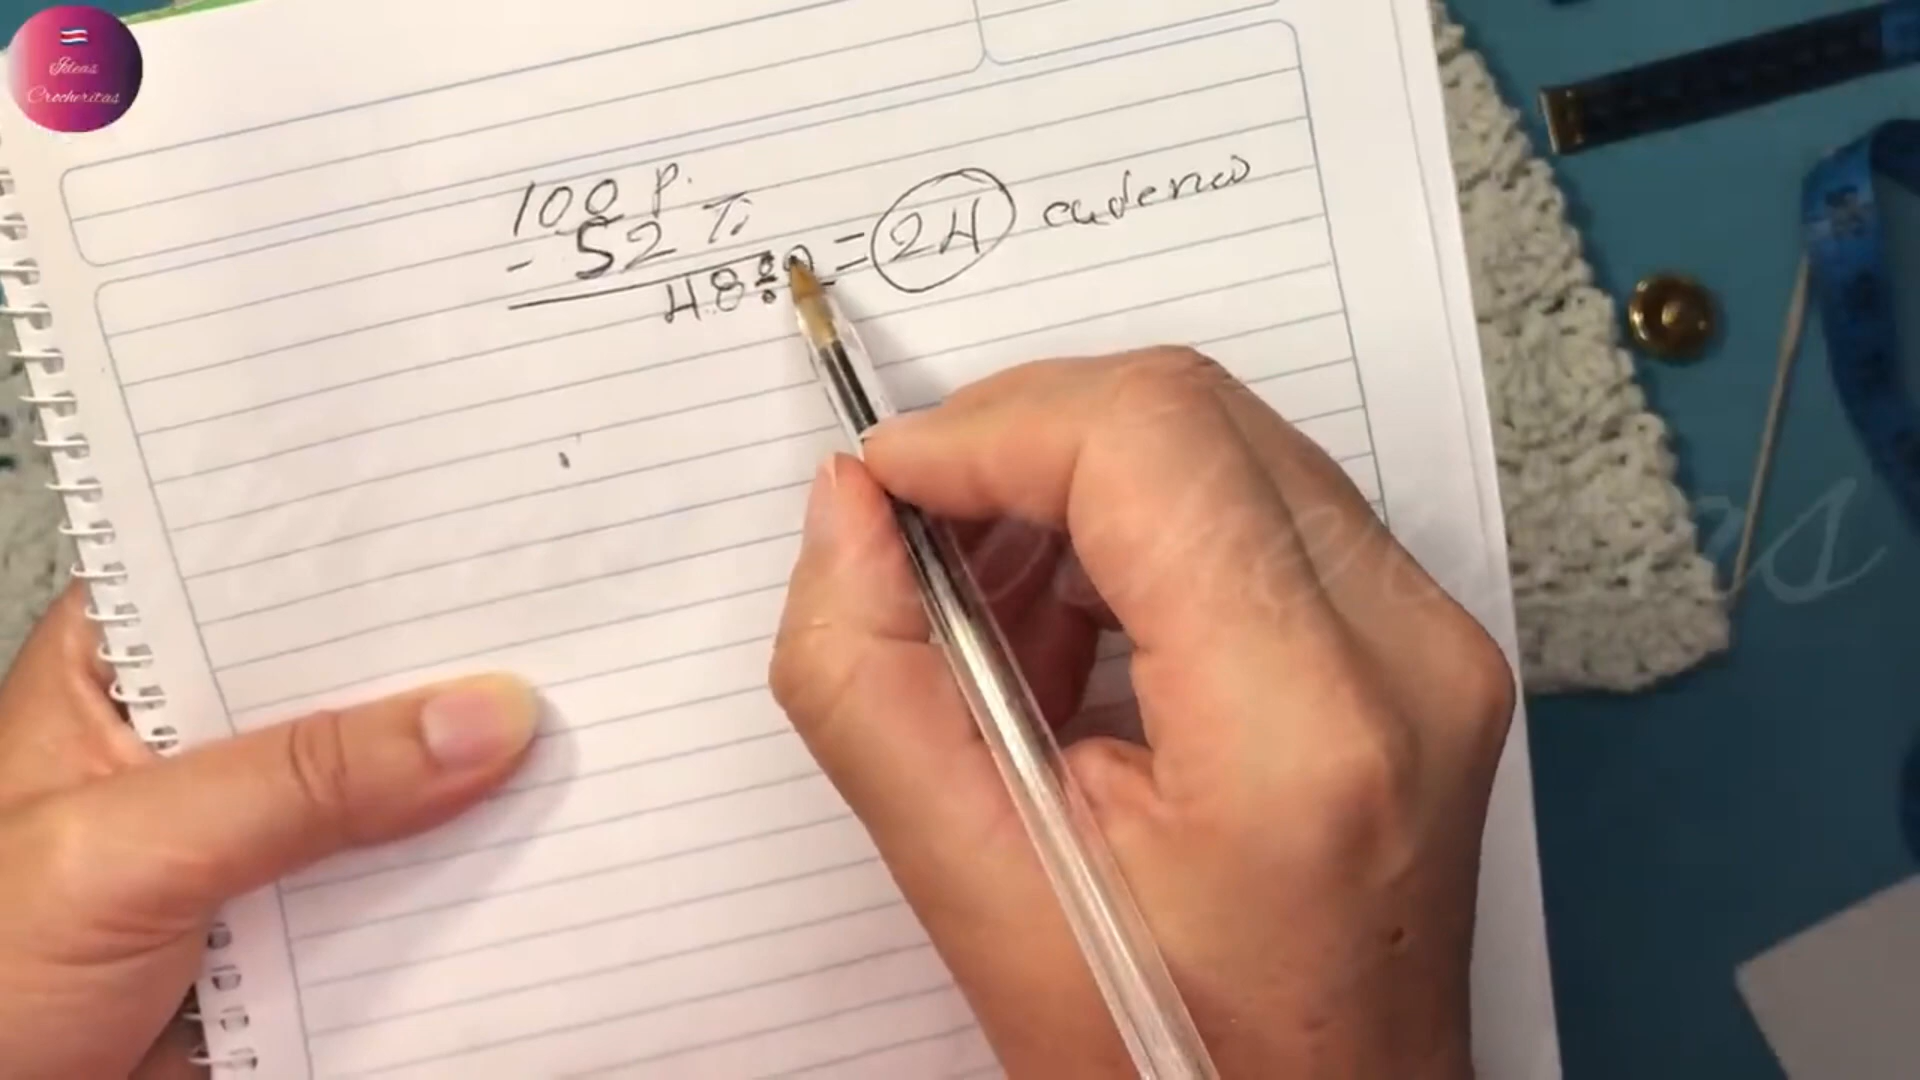 Ideas
Crocheritas
100 p.
- 52 T.
48 ÷ 2 = 24 cadenas